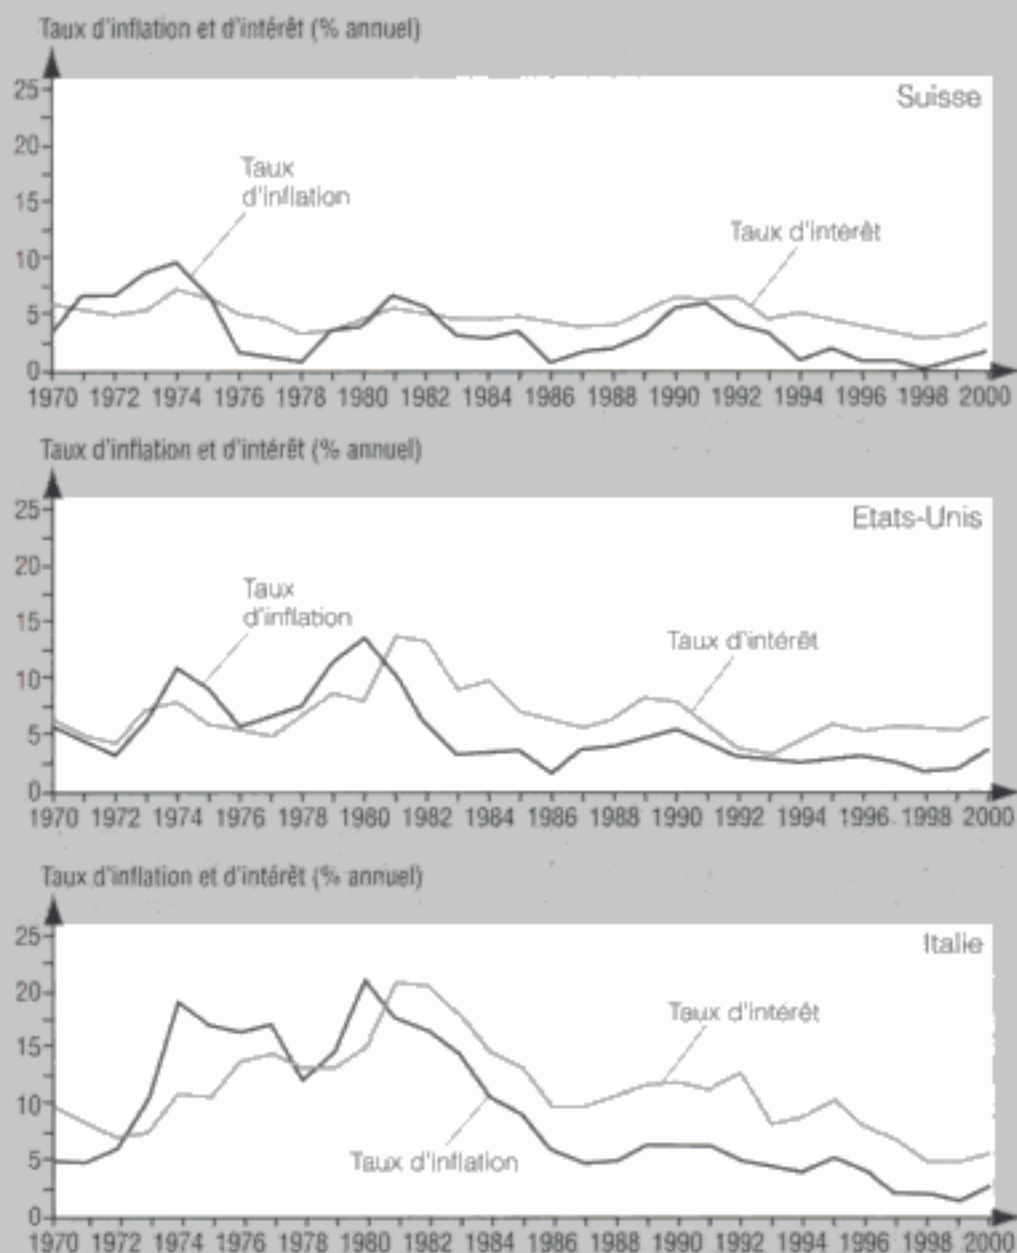 Taux d'inflation et d'intérêt (% annuel)
25
Suisse
20
Taux
d'inflation
15
Taux d'intérêt
10
5
0
1970 1972 1974 1976 1978 1980 1982 1984 1986 1988 1990 1992 1994 1996 1998 2000
Taux d'inflation et d'intérêt (% annuel)
25
Etats-Unis
20
Taux
d'inflation
15
Taux d'intérêt
10
5
0
1970 1972 1974 1976 1978 1980 1982 1984 1986 1988 1990 1992 1994 1996 1998 2000
Taux d'inflation et d'intérêt (% annuel)
25
Italie
20
Taux d'intérêt
15
10
Taux d'inflation
5
0
1970 1972 1974 1976 1978 1980 1982 1984 1986 1988 1990 1992 1994 1996 1998 2000